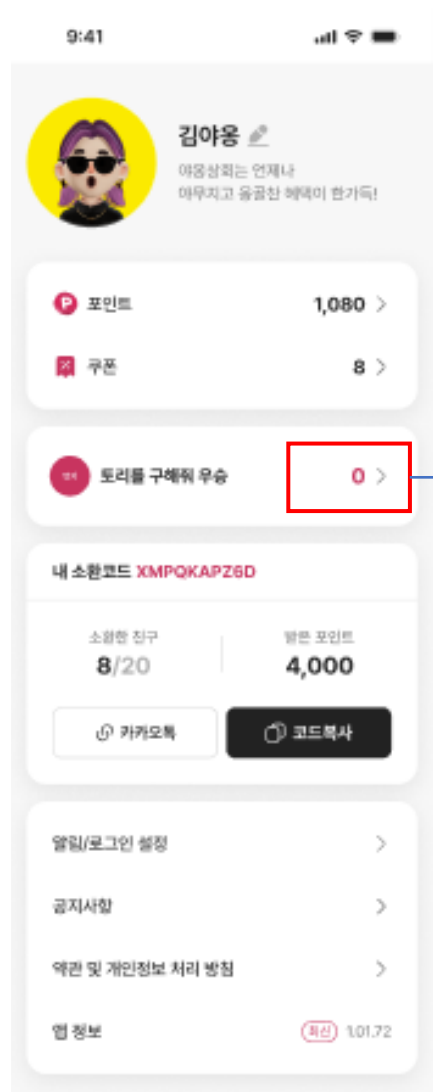 9:41
김야옹
야옹상회는 언제나
야무지고 옹골찬 혜택이 한가득!
포인트 1,080
쿠폰 8
토리를 구해줘 우승 0
내 소환코드 XMPQKAPZ6D
소환한 친구 받은 포인트
8/20 4,000
카카오톡 코드복사
알림/로그인 설정
공지사항
약관 및 개인정보 처리 방침
앱 정보 최신 1.01.72